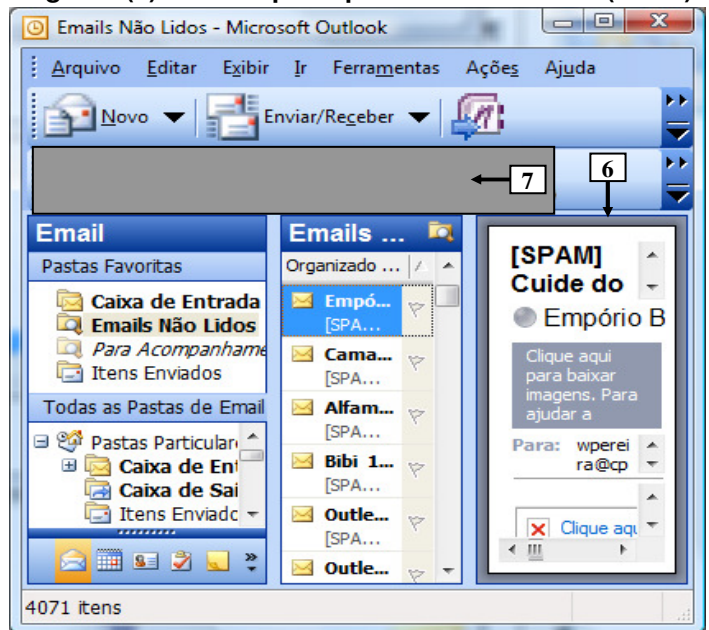 Emails Não Lidos - Microsoft Outlook
Arquivo Editar Exibir Ir Ferramentas Ações Ajuda
Novo Enviar/Receber
7
6
Email
Pastas Favoritas
Caixa de Entrada
Emails Não Lidos
Para Acompanhame
Itens Enviados
Todas as Pastas de Email
Pastas Particular
Caixa de En
Caixa de Sai
Itens Enviad
4071 itens
Emails ...
Organizado ...
Empó...
[SPA...
Cama...
[SPA...
Alfam...
[SPA...
Bibi 1...
[SPA...
Outle...
[SPA...
Outle...
[SPAM]
Cuide do
Empório B
Clique aqui
para baixar
imagens. Para
ajudar a
Para: wperei
ra@cp
Clique aqu